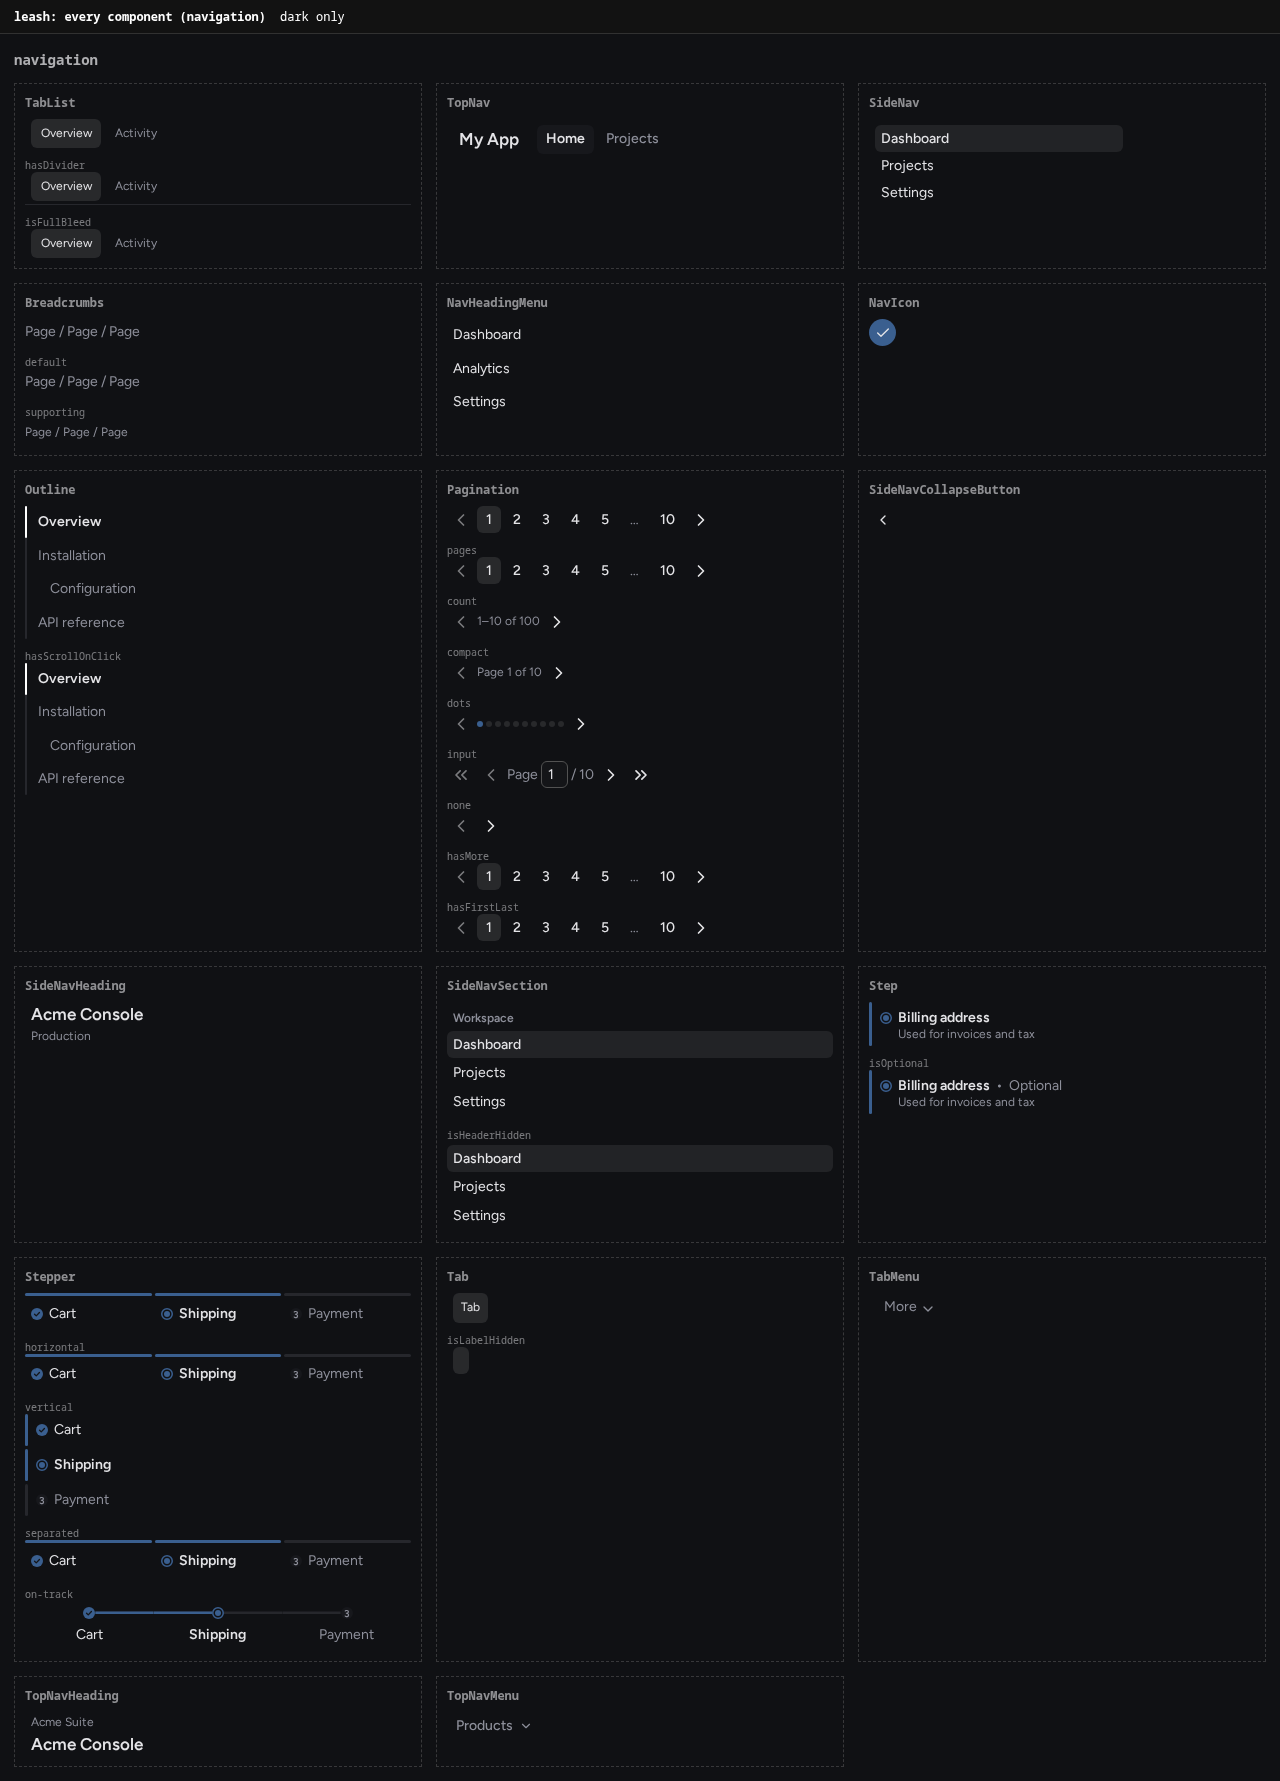 leash: every component (navigation) dark only
navigation
TabList
Overview Activity
hasDivider
Overview Activity
isFullBleed
Overview Activity
TopNav
My App Home Projects
SideNav
Dashboard
Projects
Settings
Breadcrumbs
Page / Page / Page
default
Page / Page / Page
supporting
Page / Page / Page
NavHeadingMenu
Dashboard
Analytics
Settings
NavIcon
Outline
Overview
Installation
Configuration
API reference
hasScrollOnClick
Overview
Installation
Configuration
API reference
Pagination
1 2 3 4 5 ... 10
pages
1 2 3 4 5 ... 10
count
1–10 of 100
compact
Page 1 of 10
dots
input
Page 1 / 10
none
hasMore
1 2 3 4 5 ... 10
hasFirstLast
1 2 3 4 5 ... 10
SideNavCollapseButton
SideNavHeading
Acme Console
Production
SideNavSection
Workspace
Dashboard
Projects
Settings
isHeaderHidden
Dashboard
Projects
Settings
Step
Billing address
Used for invoices and tax
isOptional
Billing address • Optional
Used for invoices and tax
Stepper
Cart Shipping 3 Payment
horizontal
Cart Shipping 3 Payment
vertical
Cart
Shipping
3 Payment
separated
Cart Shipping 3 Payment
on-track
3
Cart Shipping Payment
Tab
Tab
isLabelHidden
TabMenu
More
TopNavHeading
Acme Suite
Acme Console
TopNavMenu
Products